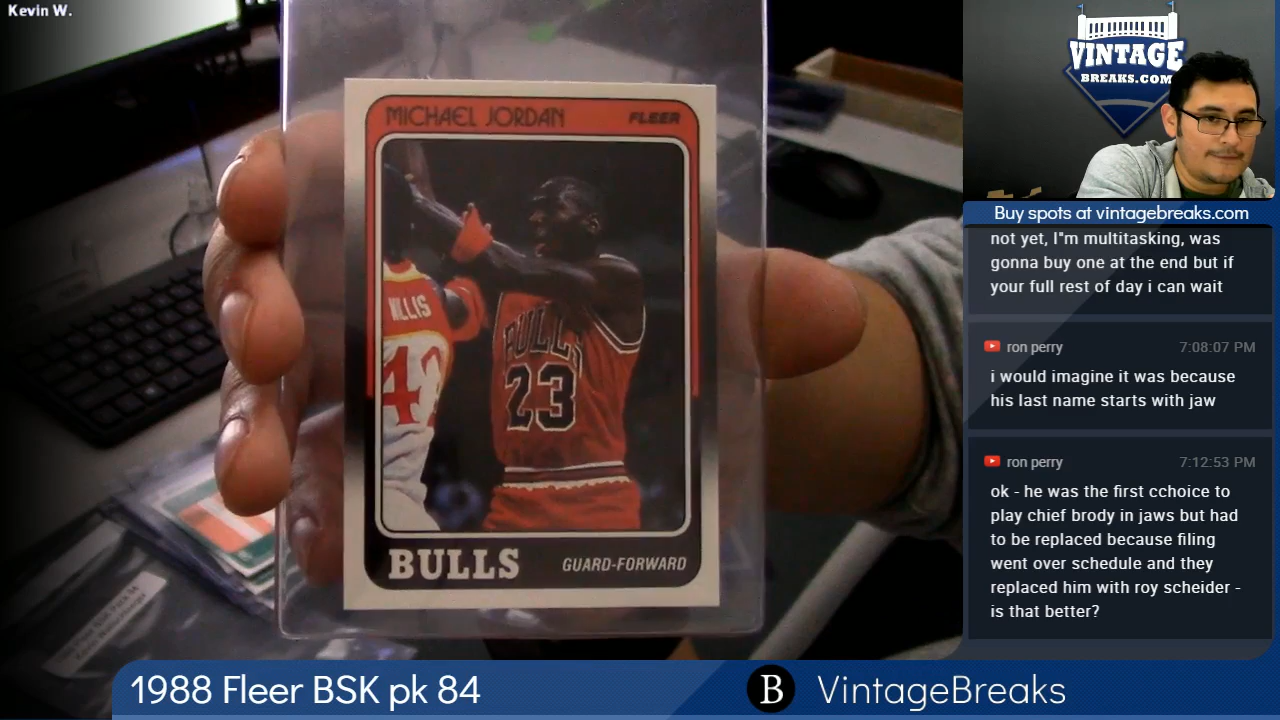 Kevin W.
MICHAEL JORDAN
FLEER
WILLIS
42
BULLS
23
BULLS
GUARD-FORWARD
VINTAGE
BREAKS.COM
Buy spots at vintagebreaks.com
not yet, I"m multitasking, was
gonna buy one at the end but if
your full rest of day i can wait
ron perry
7:08:07 PM
i would imagine it was because
his last name starts with jaw
ron perry
7:12:53 PM
ok - he was the first cchoice to
play chief brody in jaws but had
to be replaced because filing
went over schedule and they
replaced him with roy scheider -
is that better?
1988 Fleer BSK pk 84
B
VintageBreaks